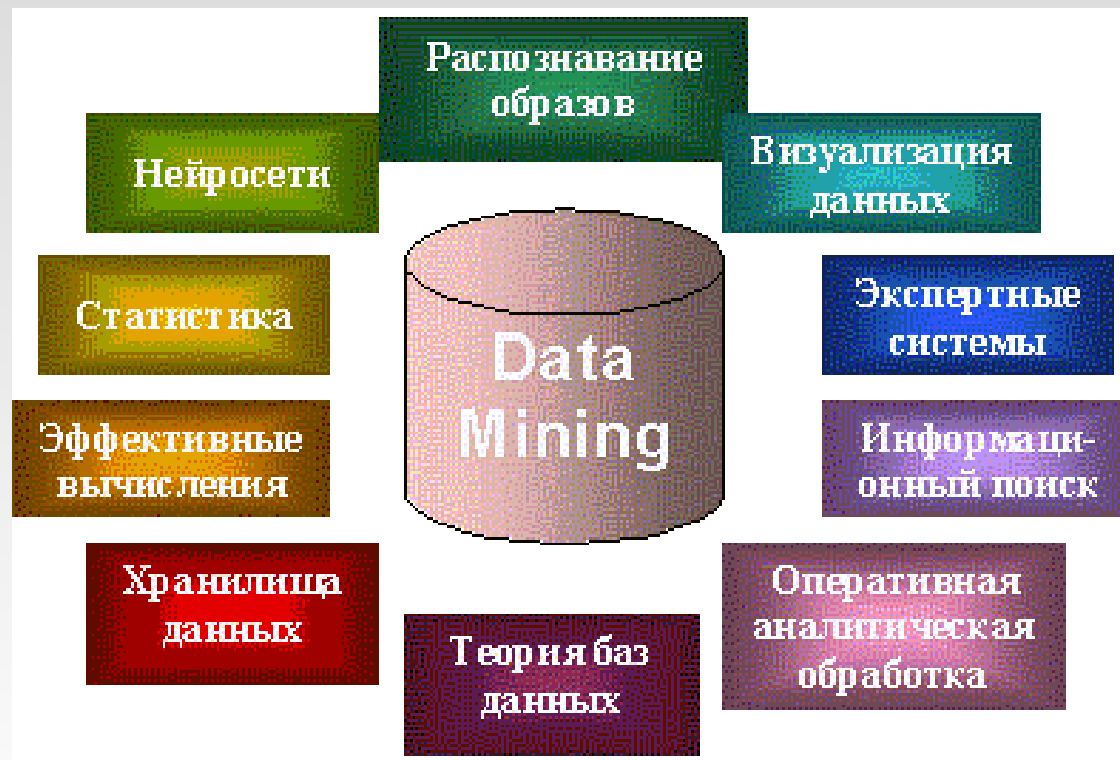 Распознавание
образов
Нейросети
Визуализация
данных
Статистика
Экспертные
системы
Data
Mining
Эффективные
вычисления
Информаци-
онный поиск
Хранилища
данных
Оперативная
аналитическая
обработка
Теория баз
данных